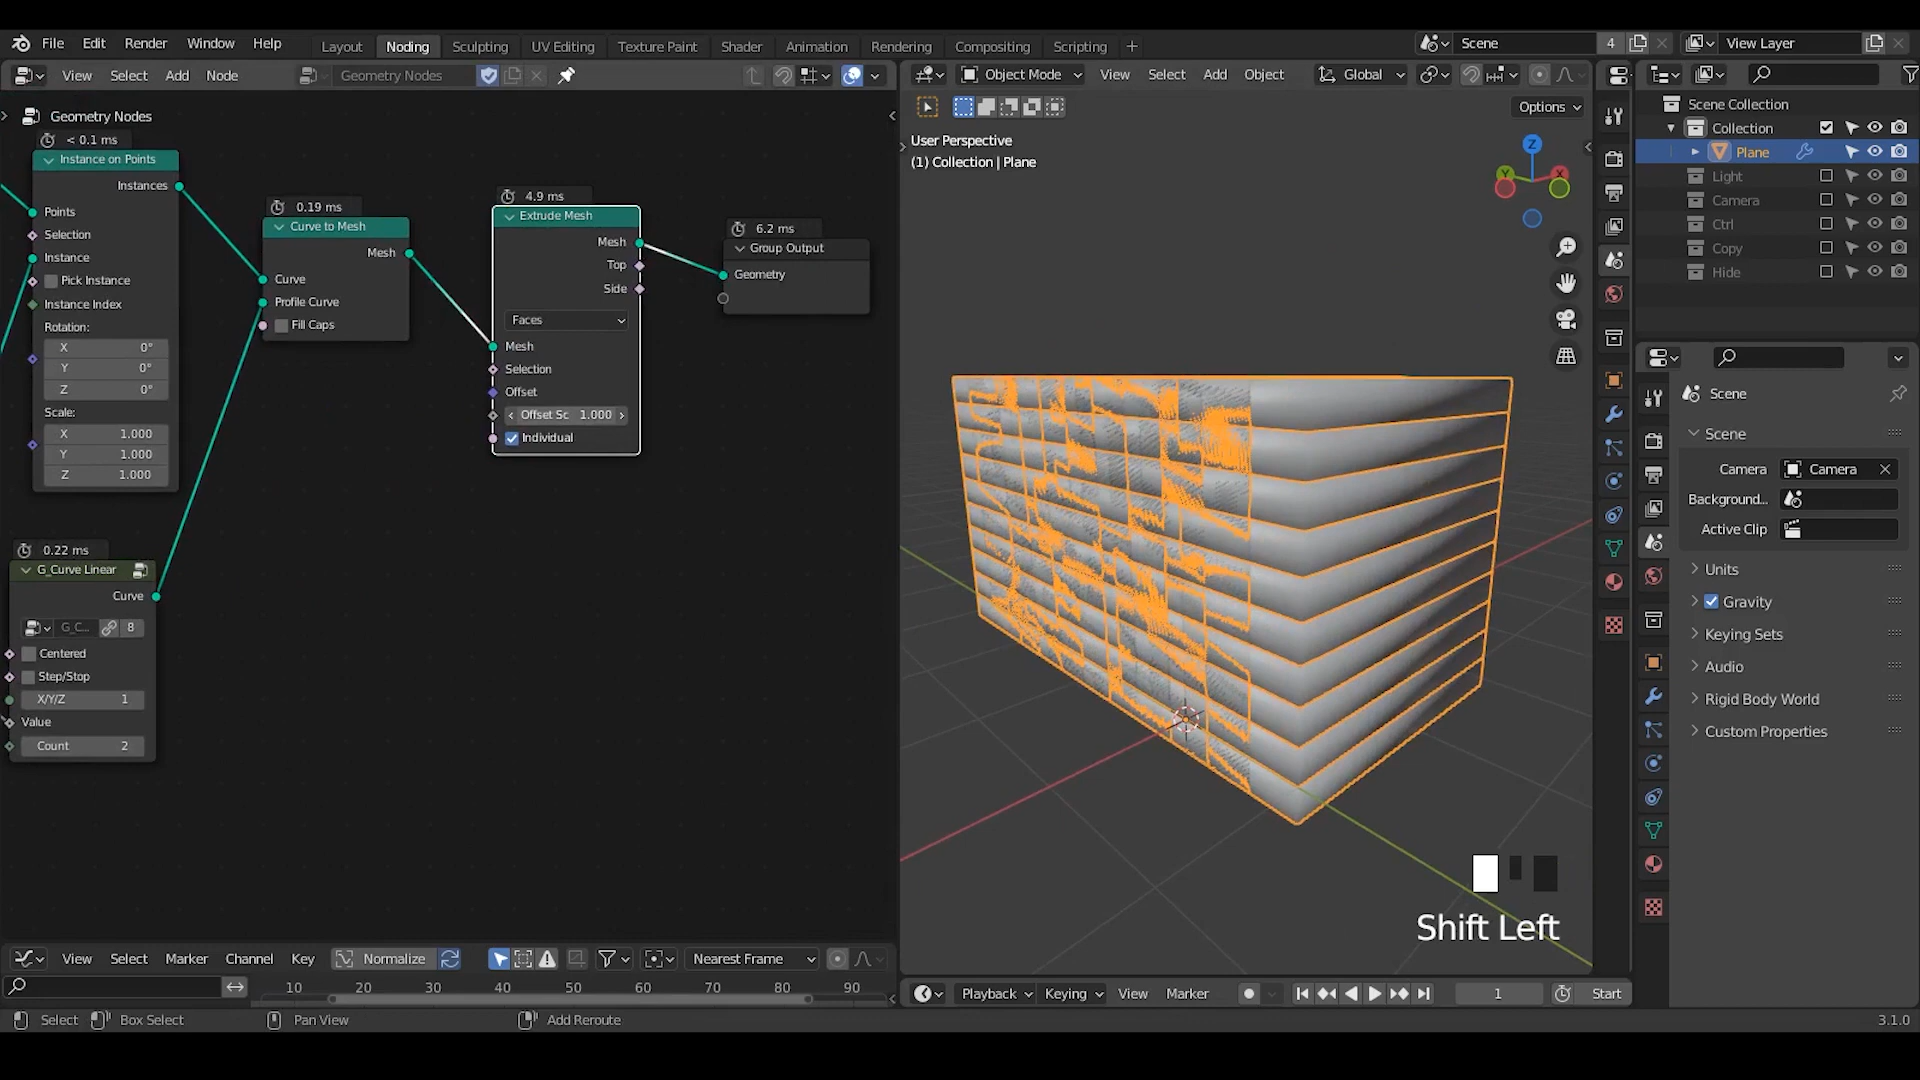 File Edit Render Window Help
Layout Noding Sculpting UV Editing Texture Paint Shader Animation Rendering Compositing Scripting +
Scene 4 View Layer
View Select Add Node Geometry Nodes
Object Mode View Select Add Object Global
Options
Geometry Nodes
< 0.1 ms
Instance on Points
Instances
Points
Selection
Instance
Pick Instance
Instance Index
Rotation:
X 0°
Y 0°
Z 0°
Scale:
X 1.000
Y 1.000
Z 1.000
0.19 ms
Curve to Mesh
Mesh
Curve
Profile Curve
Fill Caps
4.9 ms
Extrude Mesh
Mesh
Top
Side
Faces
Mesh
Selection
Offset
Offset Sc 1.000
Individual
6.2 ms
Group Output
Geometry
0.22 ms
G_Curve Linear
Curve
G_C... 8
Centered
Step/Stop
X/Y/Z 1
Value
Count 2
User Perspective
(1) Collection | Plane
Z
Y
X
Shift Left
Scene Collection
Collection
Plane
Light
Camera
Ctrl
Copy
Hide
Scene
Scene
Camera Camera
Background...
Active Clip
Units
Gravity
Keying Sets
Audio
Rigid Body World
Custom Properties
View Select Marker Channel Key Normalize Nearest Frame
10 20 30 40 50 60 70 80 90
Playback Keying View Marker 1 Start
Select Box Select Pan View Add Reroute 3.1.0